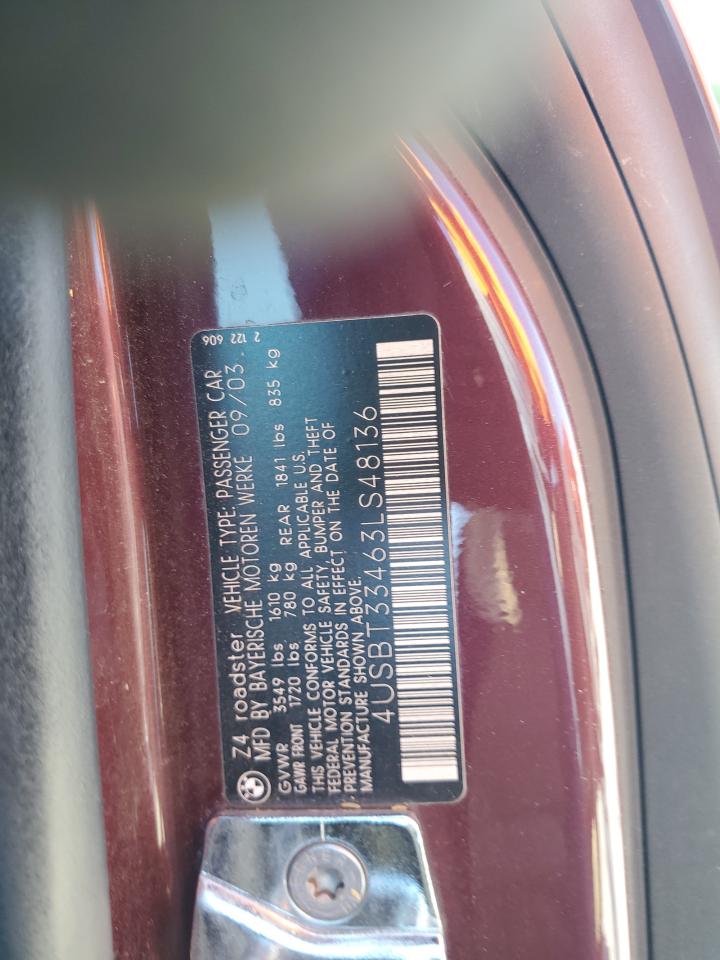 Z4 roadster VEHICLE TYPE: PASSENGER CAR
MFD BY BAYERISCHE MOTOREN WERKE 09/03
2 122 606
GVWR 3549 lbs 1610 kg
GAWR FRONT 1720 lbs 780 kg REAR 1841 lbs 835 kg
THIS VEHICLE CONFORMS TO ALL APPLICABLE U.S.
FEDERAL MOTOR VEHICLE SAFETY, BUMPER AND THEFT
PREVENTION STANDARDS IN EFFECT ON THE DATE OF
MANUFACTURE SHOWN ABOVE.
4USBT33463LS48136